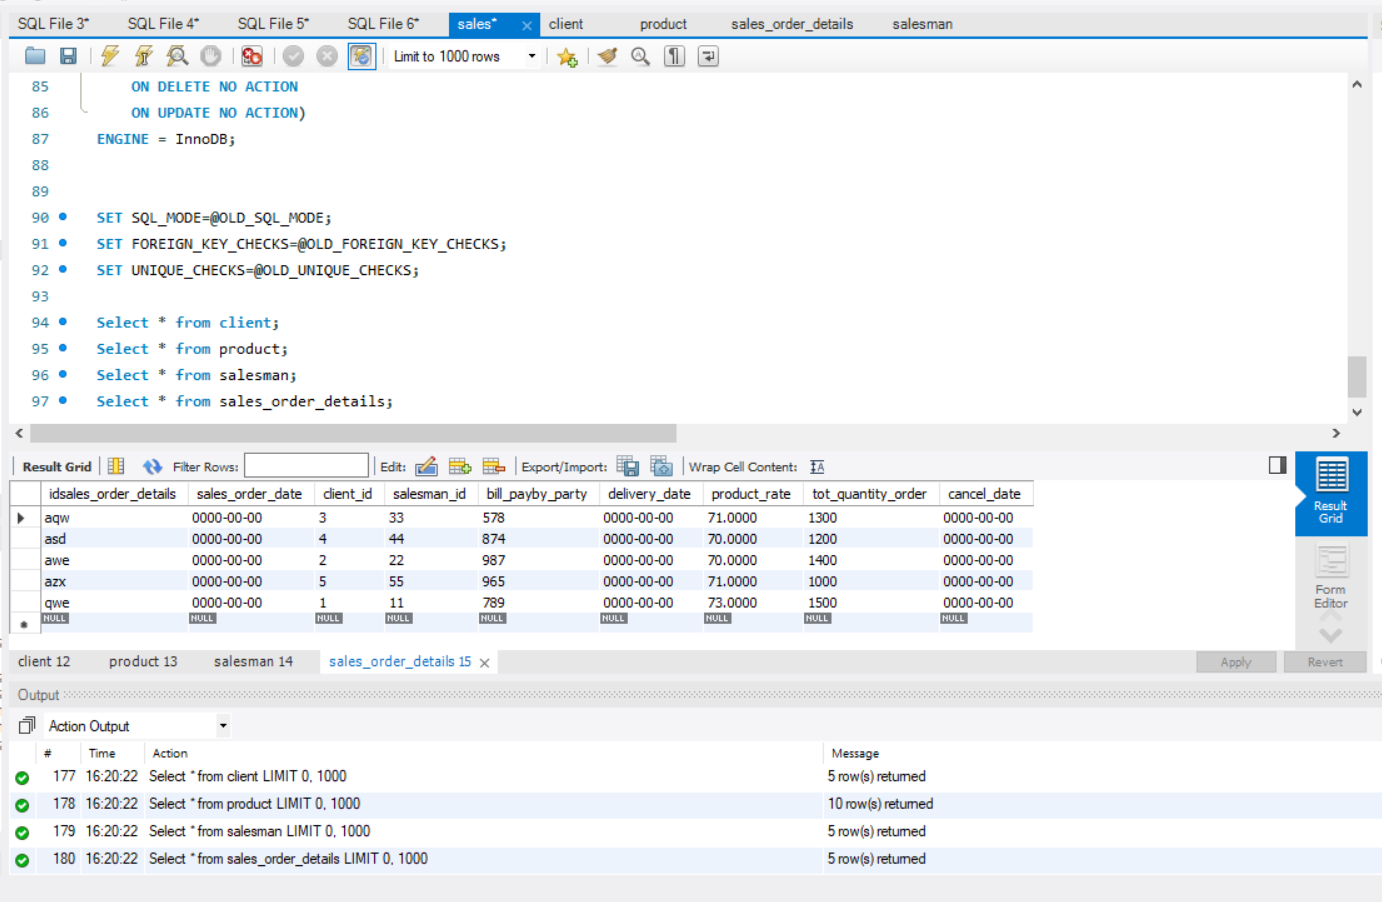 SQL File 3* SQL File 4* SQL File 5* SQL File 6* sales* client product sales_order_details salesman
Limit to 1000 rows
85 ON DELETE NO ACTION
86 ON UPDATE NO ACTION)
87 ENGINE = InnoDB;
88
89
90 SET SQL_MODE=@OLD_SQL_MODE;
91 SET FOREIGN_KEY_CHECKS=@OLD_FOREIGN_KEY_CHECKS;
92 SET UNIQUE_CHECKS=@OLD_UNIQUE_CHECKS;
93
94 Select * from client;
95 Select * from product;
96 Select * from salesman;
97 Select * from sales_order_details;
Result Grid Filter Rows: Edit: Export/Import: Wrap Cell Content: IA
idsales_order_details sales_order_date client_id salesman_id bill_payby_party delivery_date product_rate tot_quantity_order cancel_date
aqw 0000-00-00 3 33 578 0000-00-00 71.0000 1300 0000-00-00
asd 0000-00-00 4 44 874 0000-00-00 70.0000 1200 0000-00-00
awe 0000-00-00 2 22 987 0000-00-00 70.0000 1400 0000-00-00
azx 0000-00-00 5 55 965 0000-00-00 71.0000 1000 0000-00-00
qwe 0000-00-00 1 11 789 0000-00-00 73.0000 1500 0000-00-00
NULL NULL NULL NULL NULL NULL NULL NULL NULL
Result
Grid
Form
Editor
client 12 product 13 salesman 14 sales_order_details 15 Apply Revert
Output
Action Output
# Time Action Message
177 16:20:22 Select * from client LIMIT 0, 1000 5 row(s) returned
178 16:20:22 Select * from product LIMIT 0, 1000 10 row(s) returned
179 16:20:22 Select * from salesman LIMIT 0, 1000 5 row(s) returned
180 16:20:22 Select * from sales_order_details LIMIT 0, 1000 5 row(s) returned